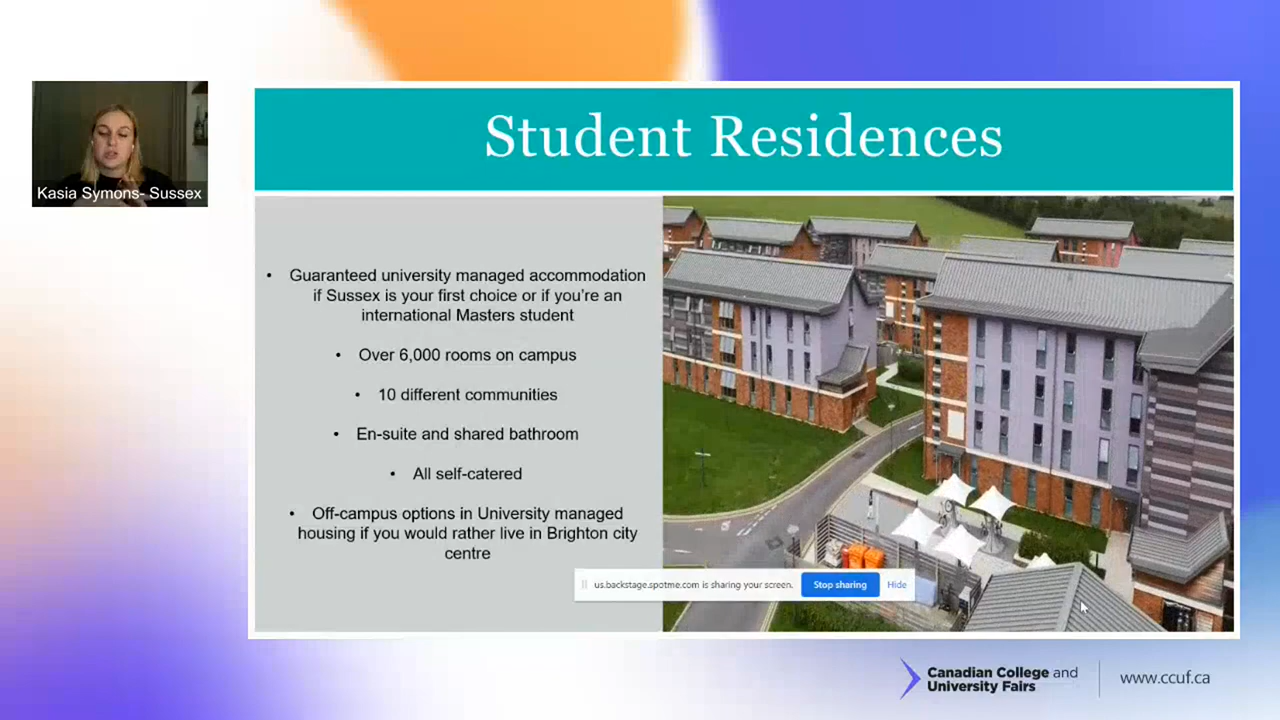 Student Residences
Kasia Symons- Sussex
• Guaranteed university managed accommodation
if Sussex is your first choice or if you’re an
international Masters student
• Over 6,000 rooms on campus
• 10 different communities
• En-suite and shared bathroom
• All self-catered
• Off-campus options in University managed
housing if you would rather live in Brighton city
centre
us.backstage.spotme.com is sharing your screen. Stop sharing Hide
Canadian College and
University Fairs
www.ccuf.ca